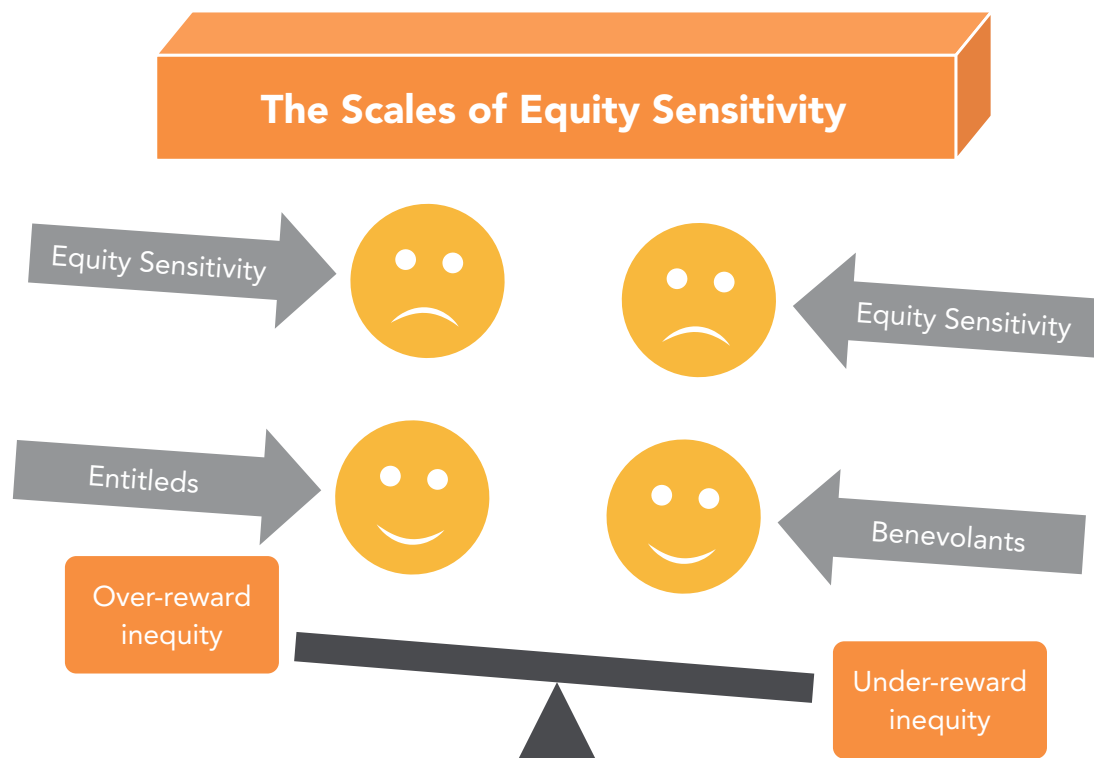 The Scales of Equity Sensitivity
Equity Sensitivity
Equity Sensitivity
Entitleds
Benevolants
Over-reward
inequity
Under-reward
inequity